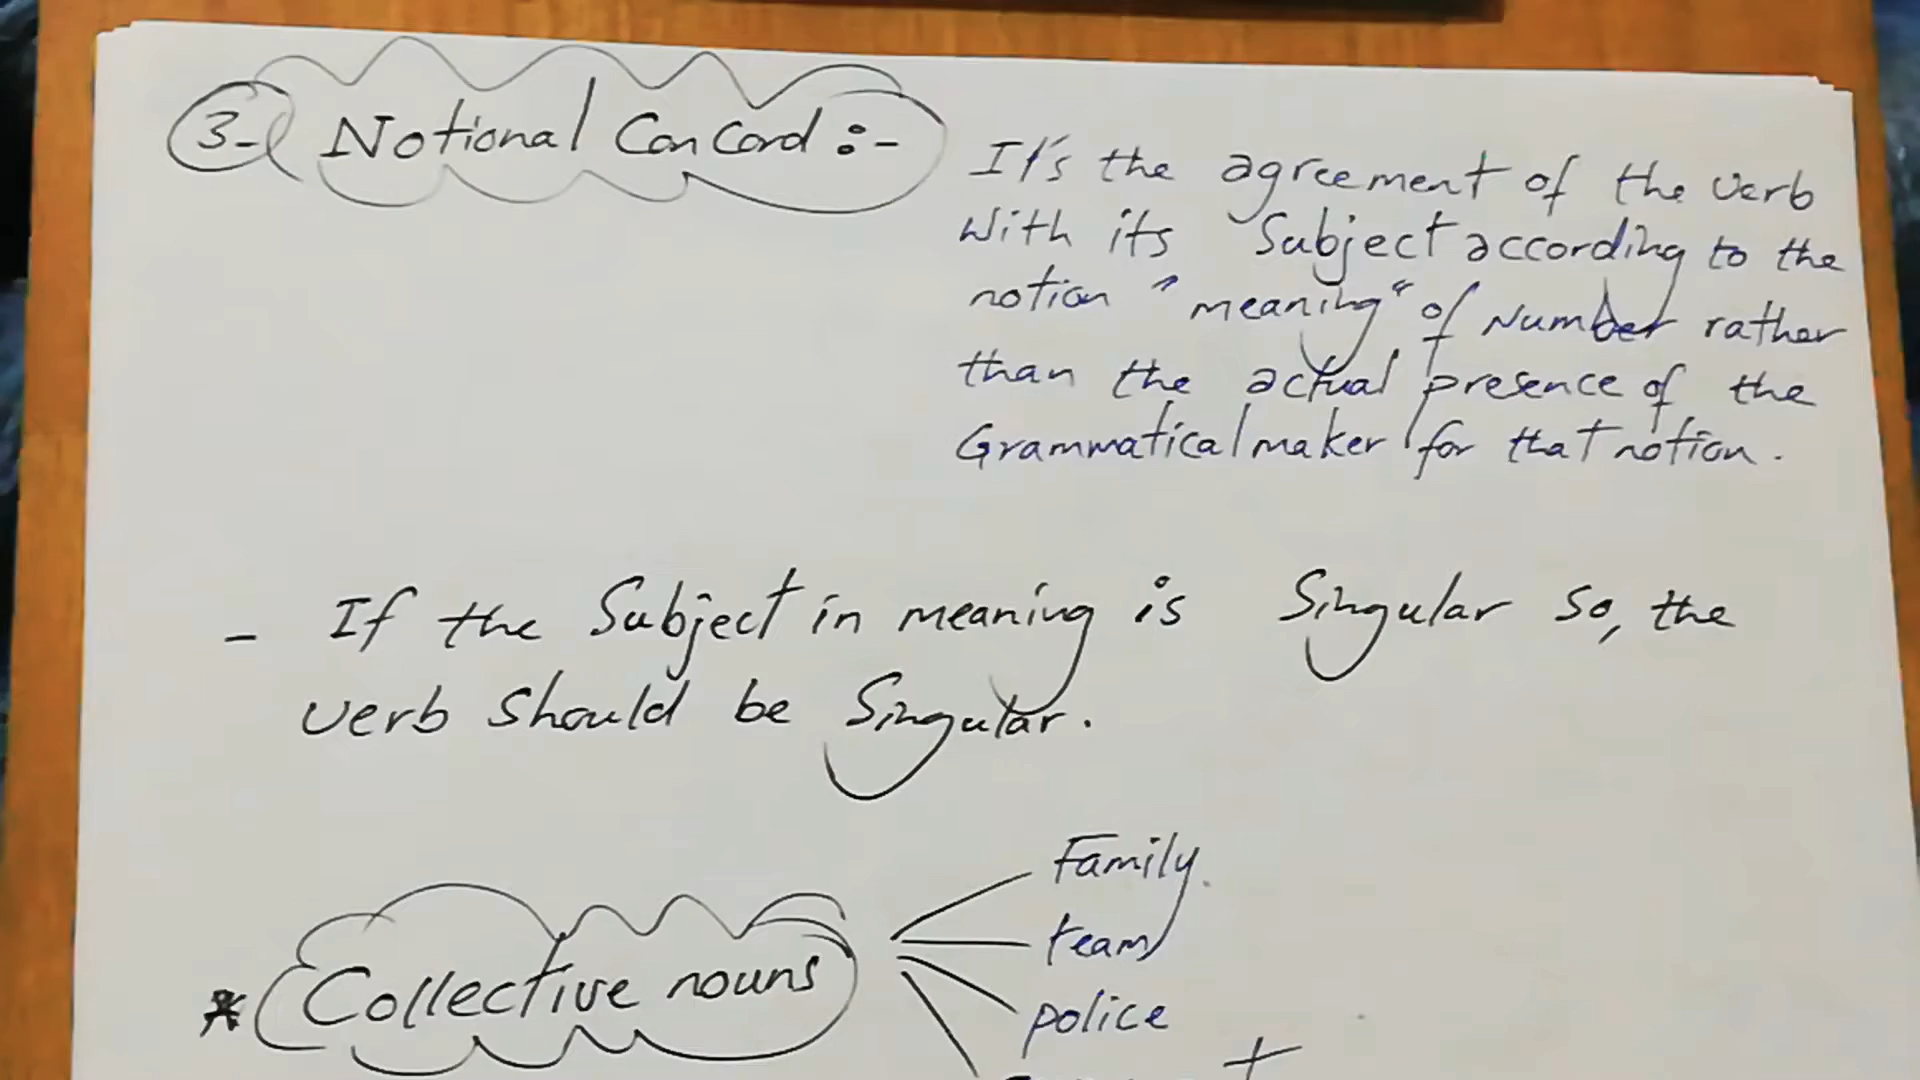 3- Notional Concord :-
It's the agreement of the verb
with its Subject according to the
notion "meaning" of Number rather
than the actual presence of the
Grammatical maker for that notion.
- If the Subject in meaning is Singular so, the
verb should be Singular.
Family
team
* Collective nouns
police